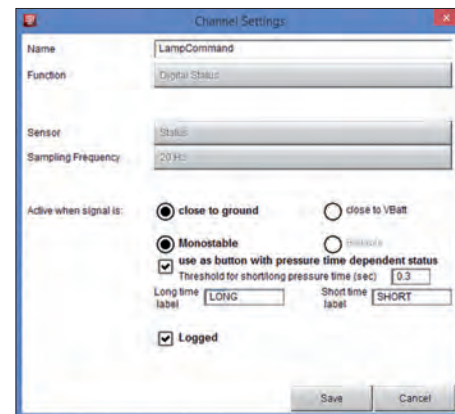 Channel Settings
Name LampCommand
Function Digital Status
Sensor Status
Sampling Frequency 20 Hz
Active when signal is: close to ground close to VBatt
Monostable Bistable
use as button with pressure time dependent status
Threshold for short/long pressure time (sec) 0.3
Long time label LONG Short time label SHORT
Logged
Save Cancel